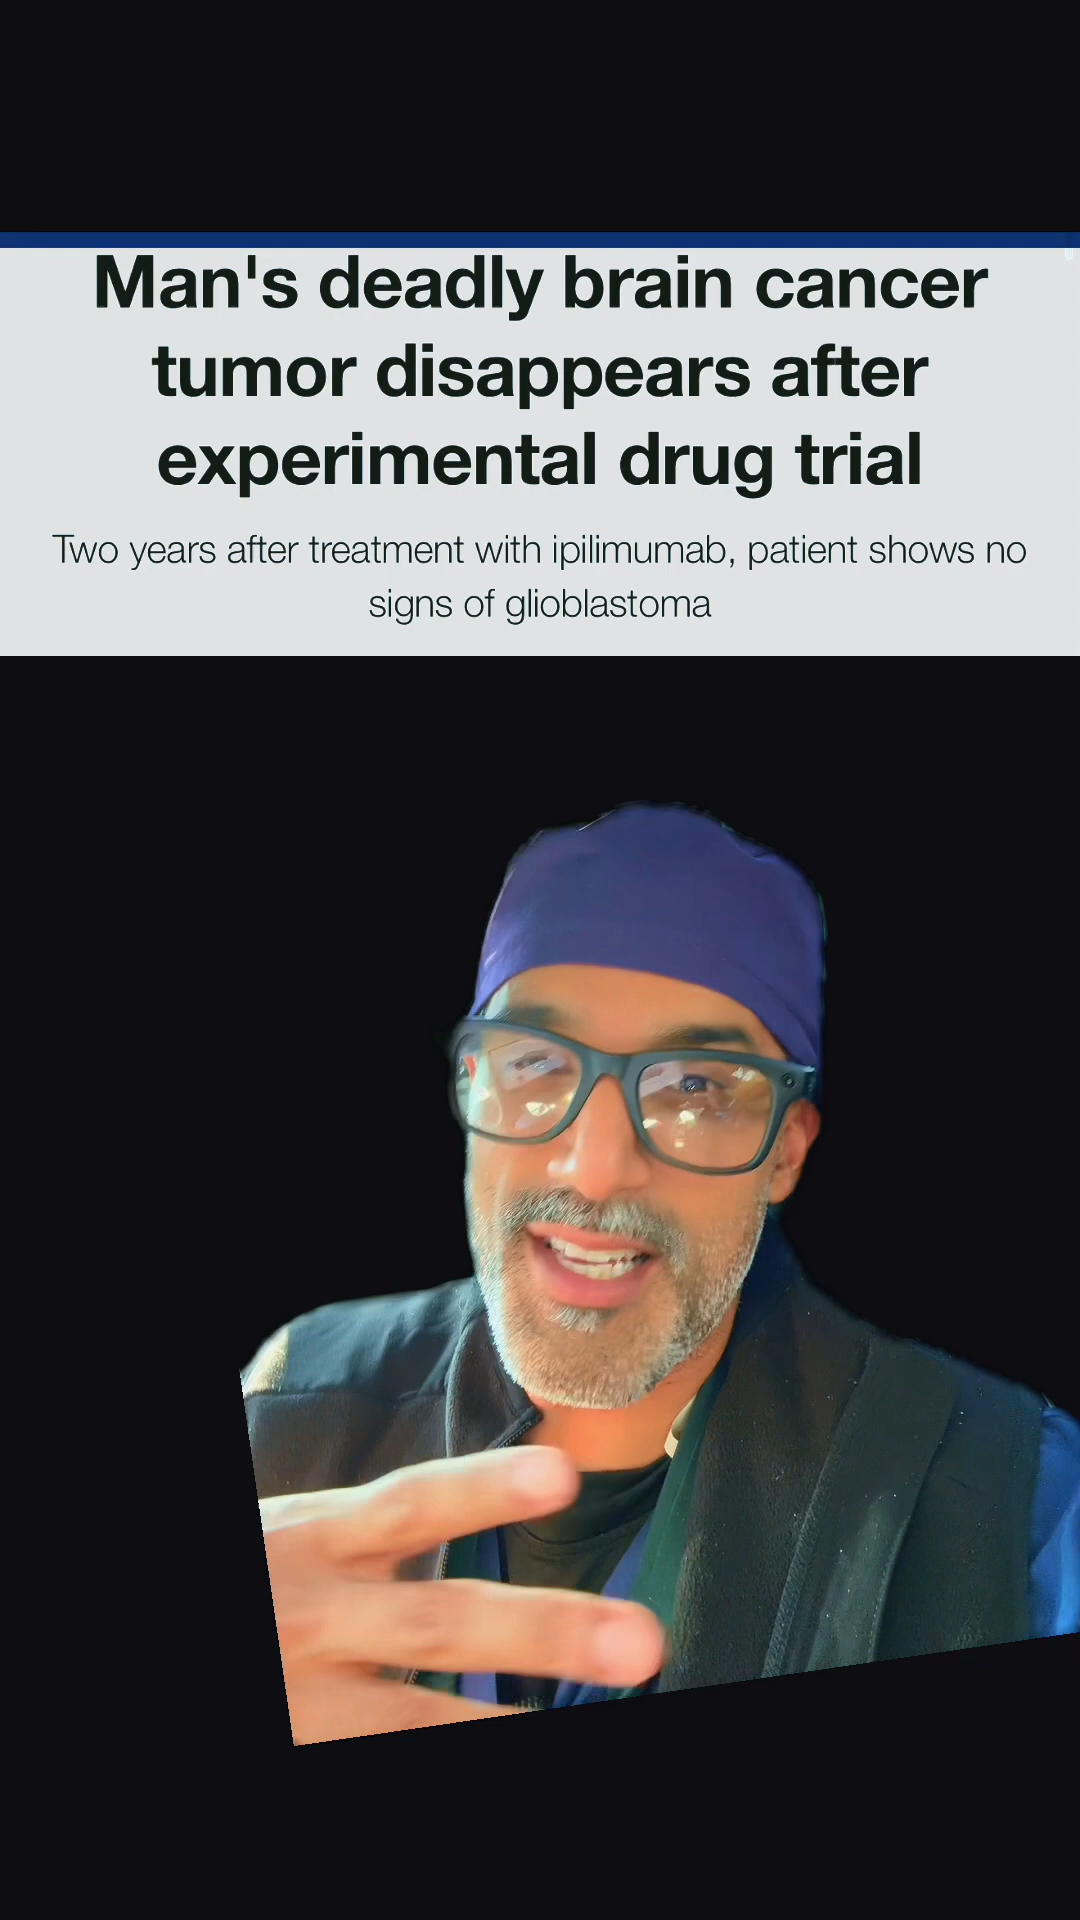 Man's deadly brain cancer
tumor disappears after
experimental drug trial
Two years after treatment with ipilimumab, patient shows no
signs of glioblastoma